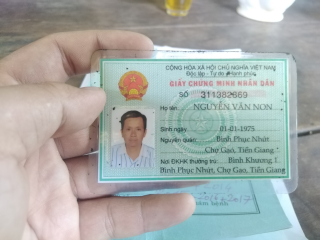 CỘNG HÒA XÃ HỘI CHỦ NGHĨA VIỆT NAM
Độc lập - Tự do - Hạnh phúc
GIẤY CHỨNG MINH NHÂN DÂN
SỐ 311382669
Họ tên NGUYỄN VĂN NON
Sinh ngày 01-01-1975
Nguyên quán Bình Phục Nhứt
Chợ Gạo, Tiền Giang
Nơi ĐKHK thường trú Bình Khương 1
Bình Phục Nhứt, Chợ Gạo, Tiền Giang